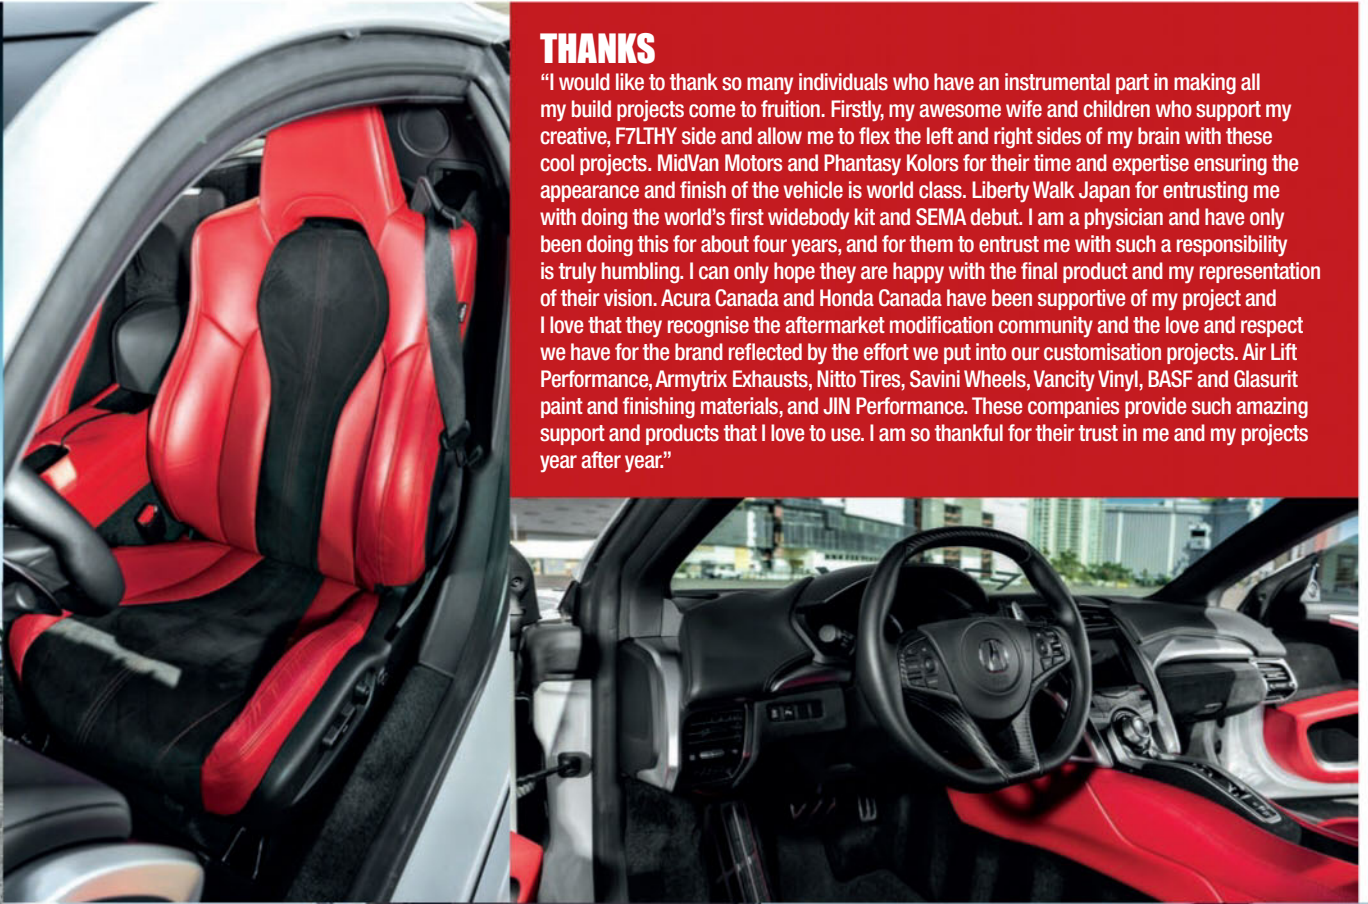 THANKS
“I would like to thank so many individuals who have an instrumental part in making all
my build projects come to fruition. Firstly, my awesome wife and children who support my
creative, F7LTHY side and allow me to flex the left and right sides of my brain with these
cool projects. MidVan Motors and Phantasy Kolors for their time and expertise ensuring the
appearance and finish of the vehicle is world class. Liberty Walk Japan for entrusting me
with doing the world’s first widebody kit and SEMA debut. I am a physician and have only
been doing this for about four years, and for them to entrust me with such a responsibility
is truly humbling. I can only hope they are happy with the final product and my representation
of their vision. Acura Canada and Honda Canada have been supportive of my project and
I love that they recognise the aftermarket modification community and the love and respect
we have for the brand reflected by the effort we put into our customisation projects. Air Lift
Performance, Armytrix Exhausts, Nitto Tires, Savini Wheels, Vancity Vinyl, BASF and Glasurit
paint and finishing materials, and JIN Performance. These companies provide such amazing
support and products that I love to use. I am so thankful for their trust in me and my projects
year after year.”